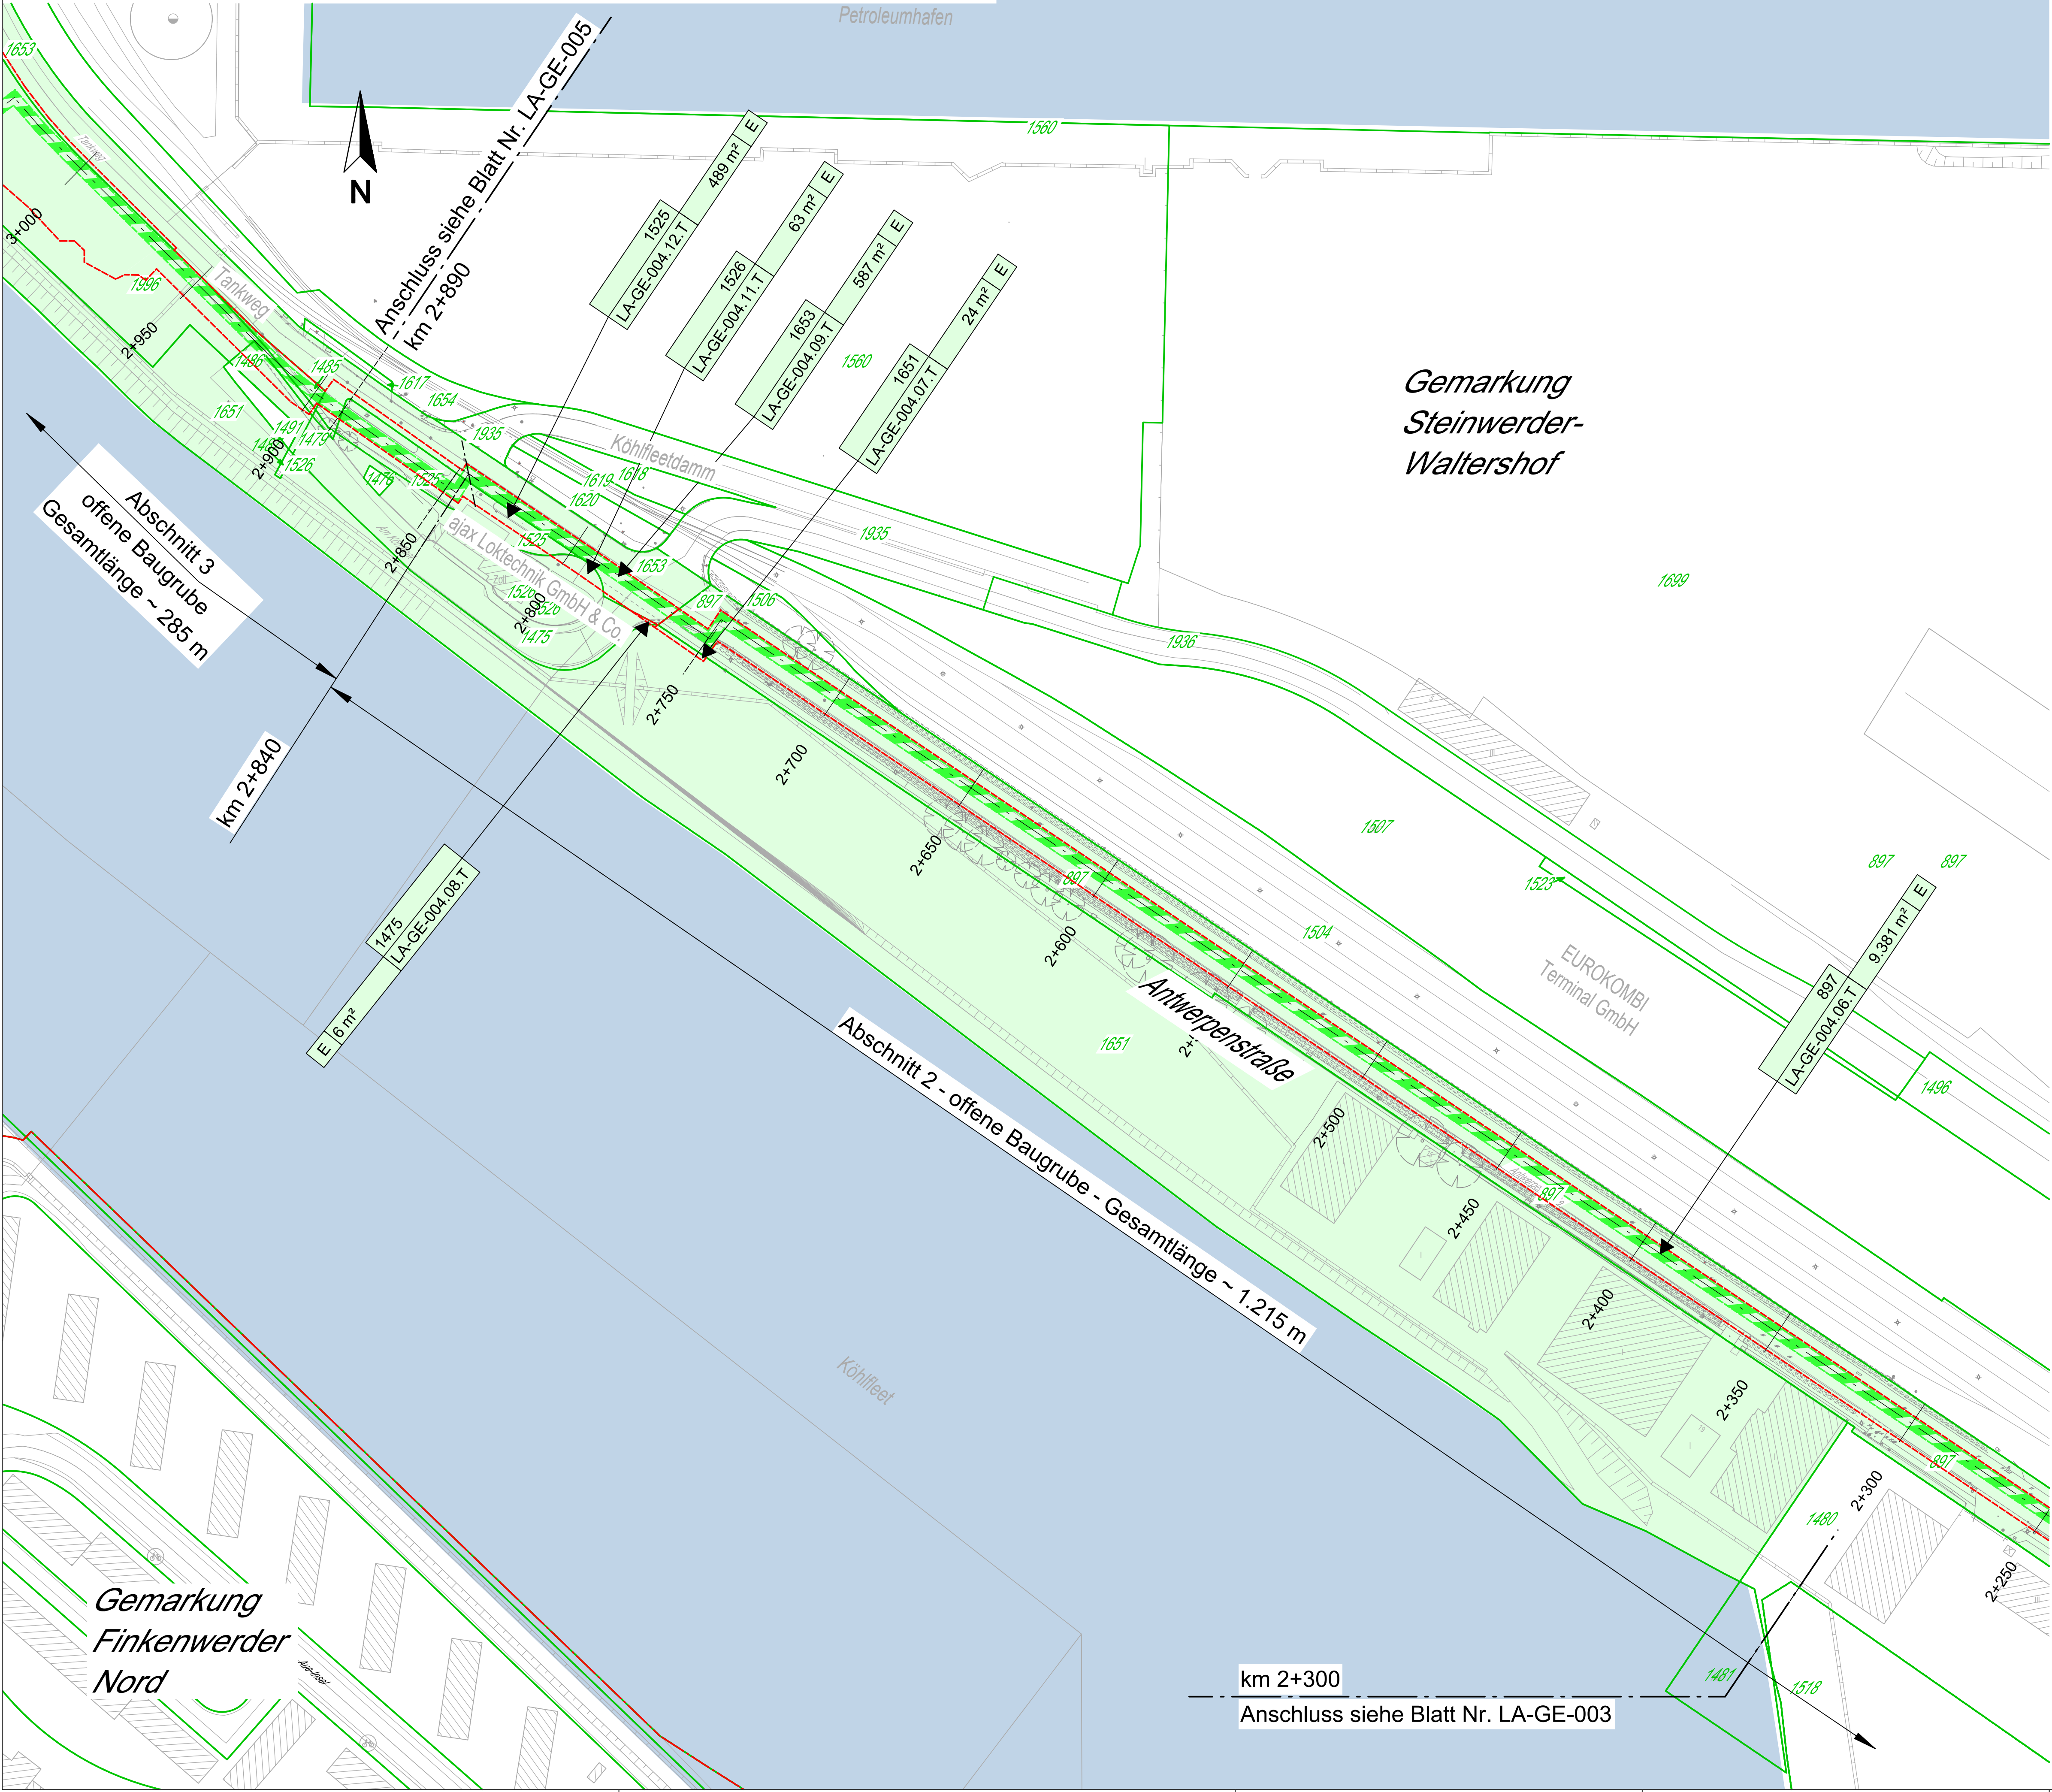 Petroleumhafen
1653
Tankweg
N
Anschluss siehe Blatt Nr. LA-GE-005
km 2+890
1560
1525
LA-GE-004.12.T
489 m²
E
1526
LA-GE-004.11.T
63 m²
E
1653
LA-GE-004.09.T
587 m²
E
1651
LA-GE-004.07.T
24 m²
E
1560
3+000
1996
Tankweg
2+950
1486
1485
1617
1654
1651
1491
1479
1526
2+900
1476
1525
1935
Köhlfleetdamm
1619
1618
1620
1935
Gemarkung
Steinwerder-
Waltershof
1699
1936
2+850
ajax Loktechnik GmbH & Co.
1525
Zoll
1526
1653
897
1506
2+800
1475
2+750
Abschnitt 3
offene Baugrube
Gesamtlänge ~ 285 m
km 2+840
2+700
2+650
897
2+600
1507
1523
1504
897
897
EUROKOMBI
Terminal GmbH
897
LA-GE-004.06.T
9.381 m²
E
1496
1475
LA-GE-004.08.T
E
6 m²
Antwerpenstraße
1651
Abschnitt 2 - offene Baugrube - Gesamtlänge ~ 1.215 m
2+500
897
2+450
2+400
2+350
897
2+300
1480
2+250
Köhlfleet
Gemarkung
Finkenwerder
Nord
Aue-Insel
km 2+300
Anschluss siehe Blatt Nr. LA-GE-003
1481
1518